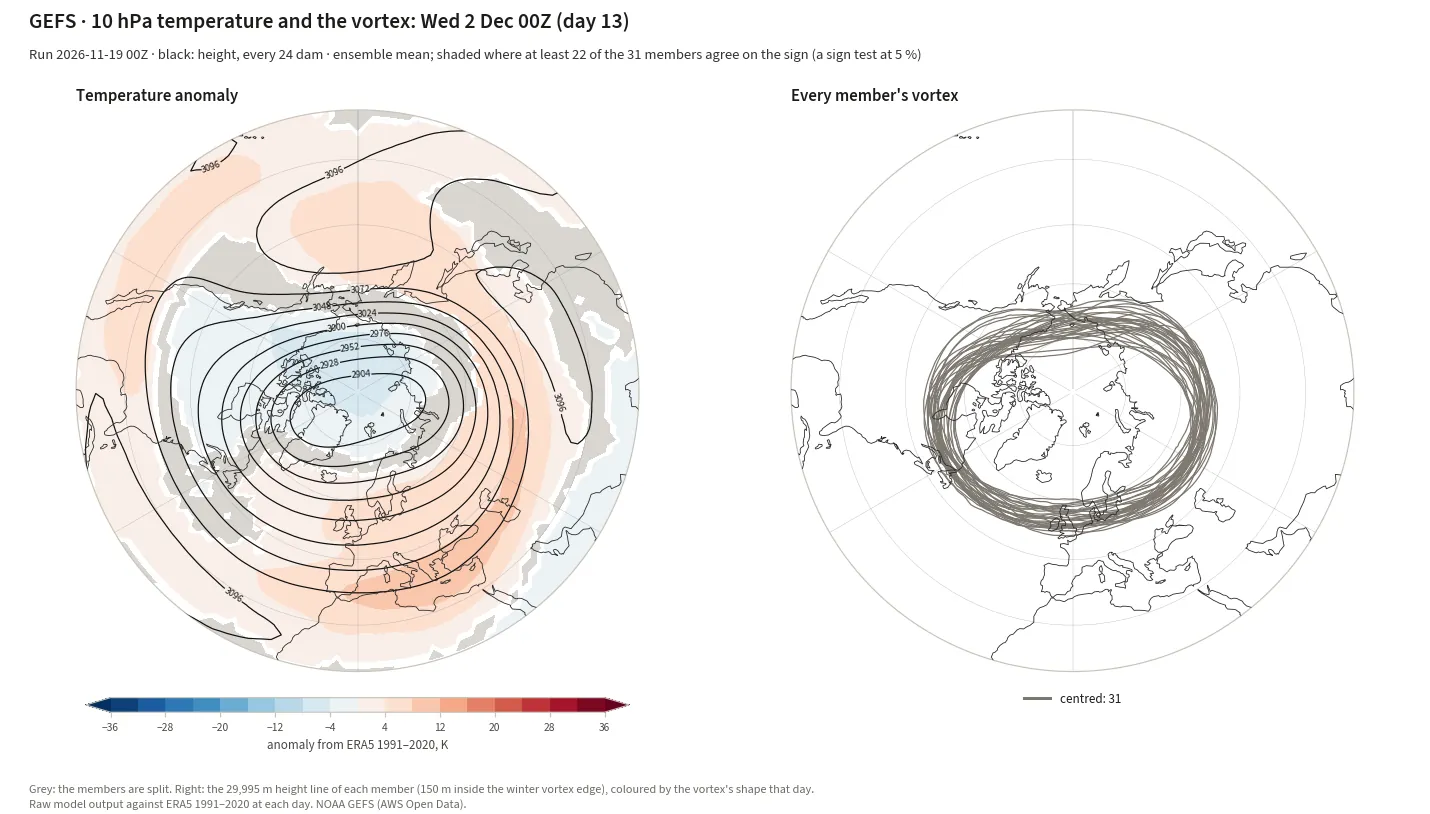 GEFS · 10 hPa temperature and the vortex: Wed 2 Dec 00Z (day 13)
Run 2026-11-19 00Z · black: height, every 24 dam · ensemble mean; shaded where at least 22 of the 31 members agree on the sign (a sign test at 5 %)
Temperature anomaly
Every member's vortex
3096
3096
3072
3048
3024
3000
2976
2952
2928
2904
3096
3096
centred: 31
−36 −28 −20 −12 −4 4 12 20 28 36
anomaly from ERA5 1991–2020, K
Grey: the members are split. Right: the 29,995 m height line of each member (150 m inside the winter vortex edge), coloured by the vortex's shape that day.
Raw model output against ERA5 1991–2020 at each day. NOAA GEFS (AWS Open Data).